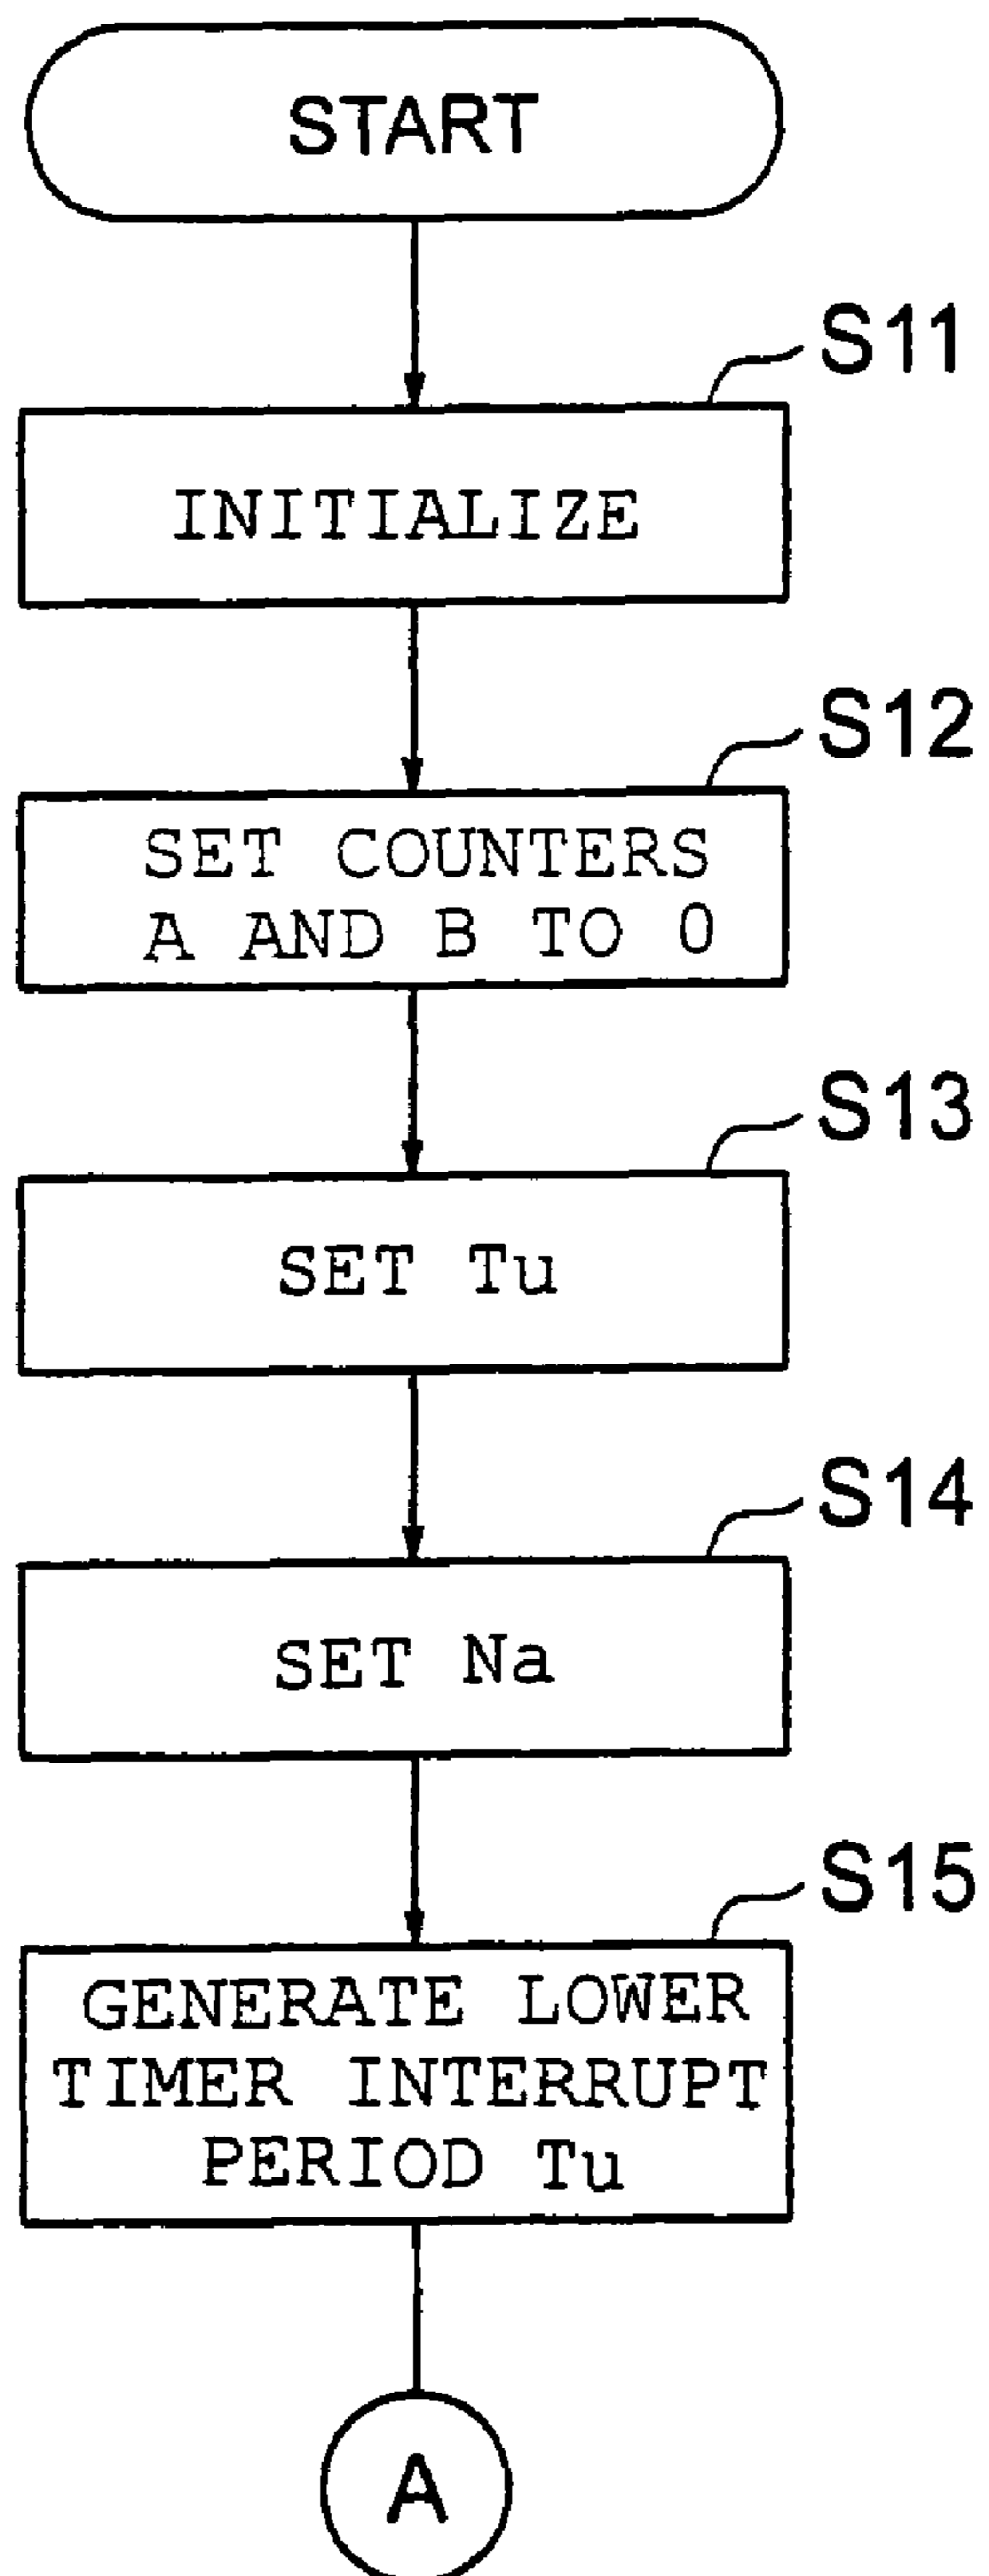 START
S11
INITIALIZE
S12
SET COUNTERS
A AND B TO 0
S13
SET Tu
S14
SET Na
S15
GENERATE LOWER
TIMER INTERRUPT
PERIOD Tu
A